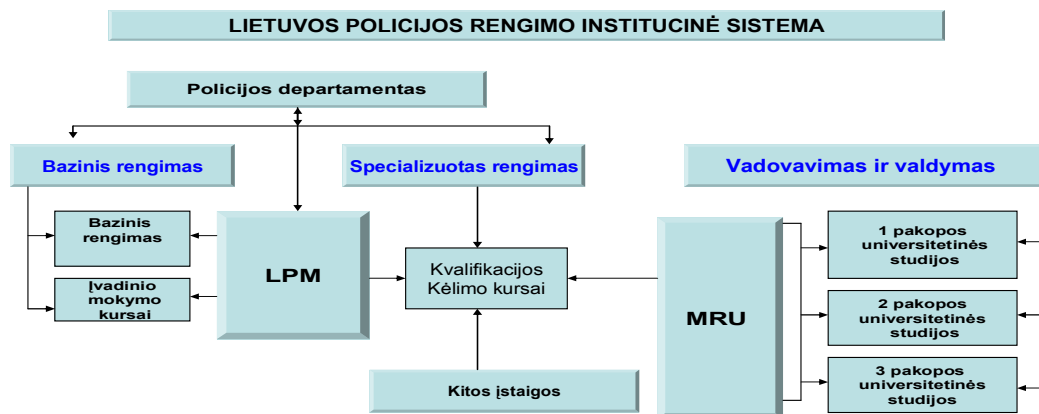 LIETUVOS POLICIJOS RENGIMO INSTITUCINĖ SISTEMA
Policijos departamentas
Bazinis rengimas
Specializuotas rengimas
Vadovavimas ir valdymas
Bazinis
rengimas
Įvadinio
mokymo
kursai
LPM
Kvalifikacijos
Kėlimo kursai
Kitos įstaigos
MRU
1 pakopos
universitetinės
studijos
2 pakopos
universitetinės
studijos
3 pakopos
universitetinės
studijos